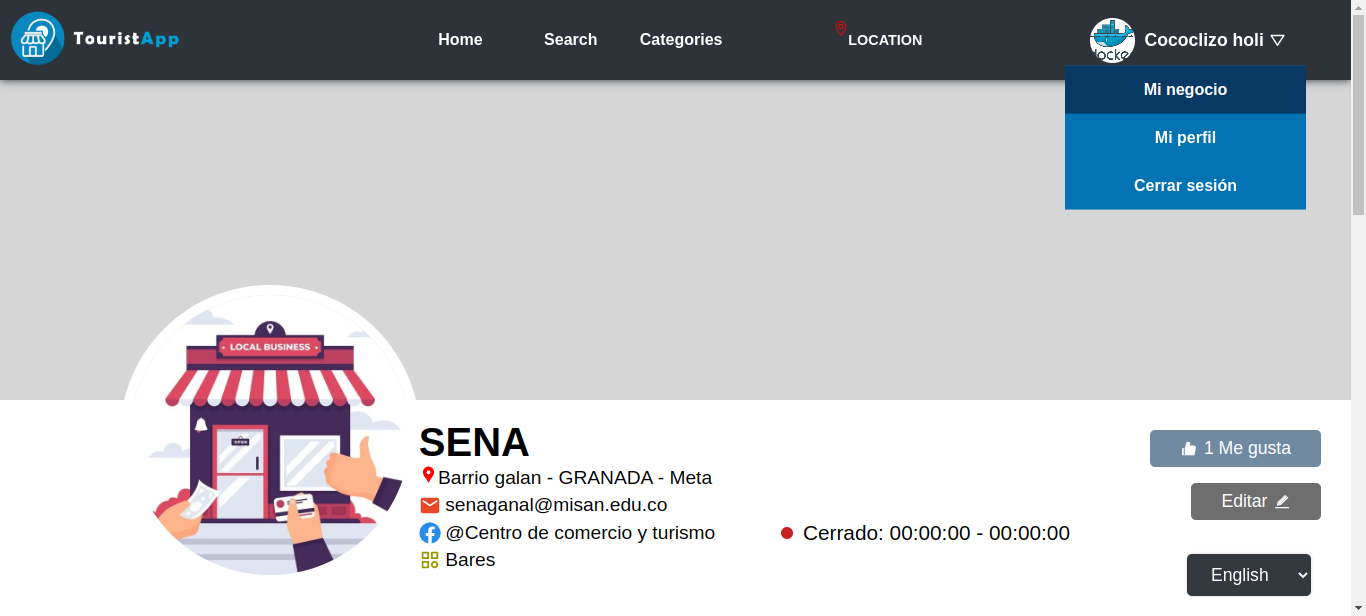 TouristApp
Home
Search
Categories
LOCATION
docke
Cococlizo holi
Mi negocio
Mi perfil
Cerrar sesión
LOCAL BUSINESS
OPEN
SENA
Barrio galan - GRANADA - Meta
senaganal@misan.edu.co
@Centro de comercio y turismo
Bares
Cerrado: 00:00:00 - 00:00:00
1 Me gusta
Editar
English